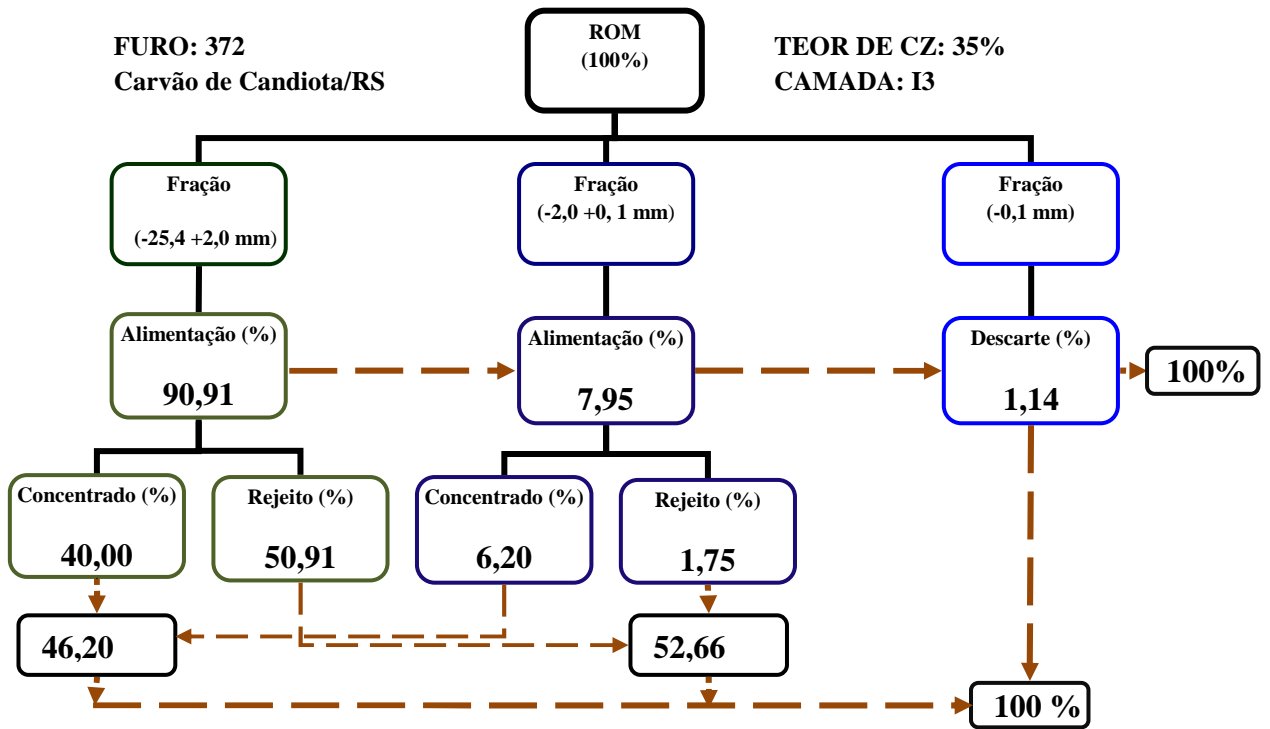 FURO: 372
Carvão de Candiota/RS
ROM
(100%)
TEOR DE CZ: 35%
CAMADA: I3
Fração
(-25,4 +2,0 mm)
Fração
(-2,0 +0, 1 mm)
Fração
(-0,1 mm)
Alimentação (%)
90,91
Alimentação (%)
7,95
Descarte (%)
1,14
100%
Concentrado (%)
40,00
Rejeito (%)
50,91
Concentrado (%)
6,20
Rejeito (%)
1,75
46,20
52,66
100 %